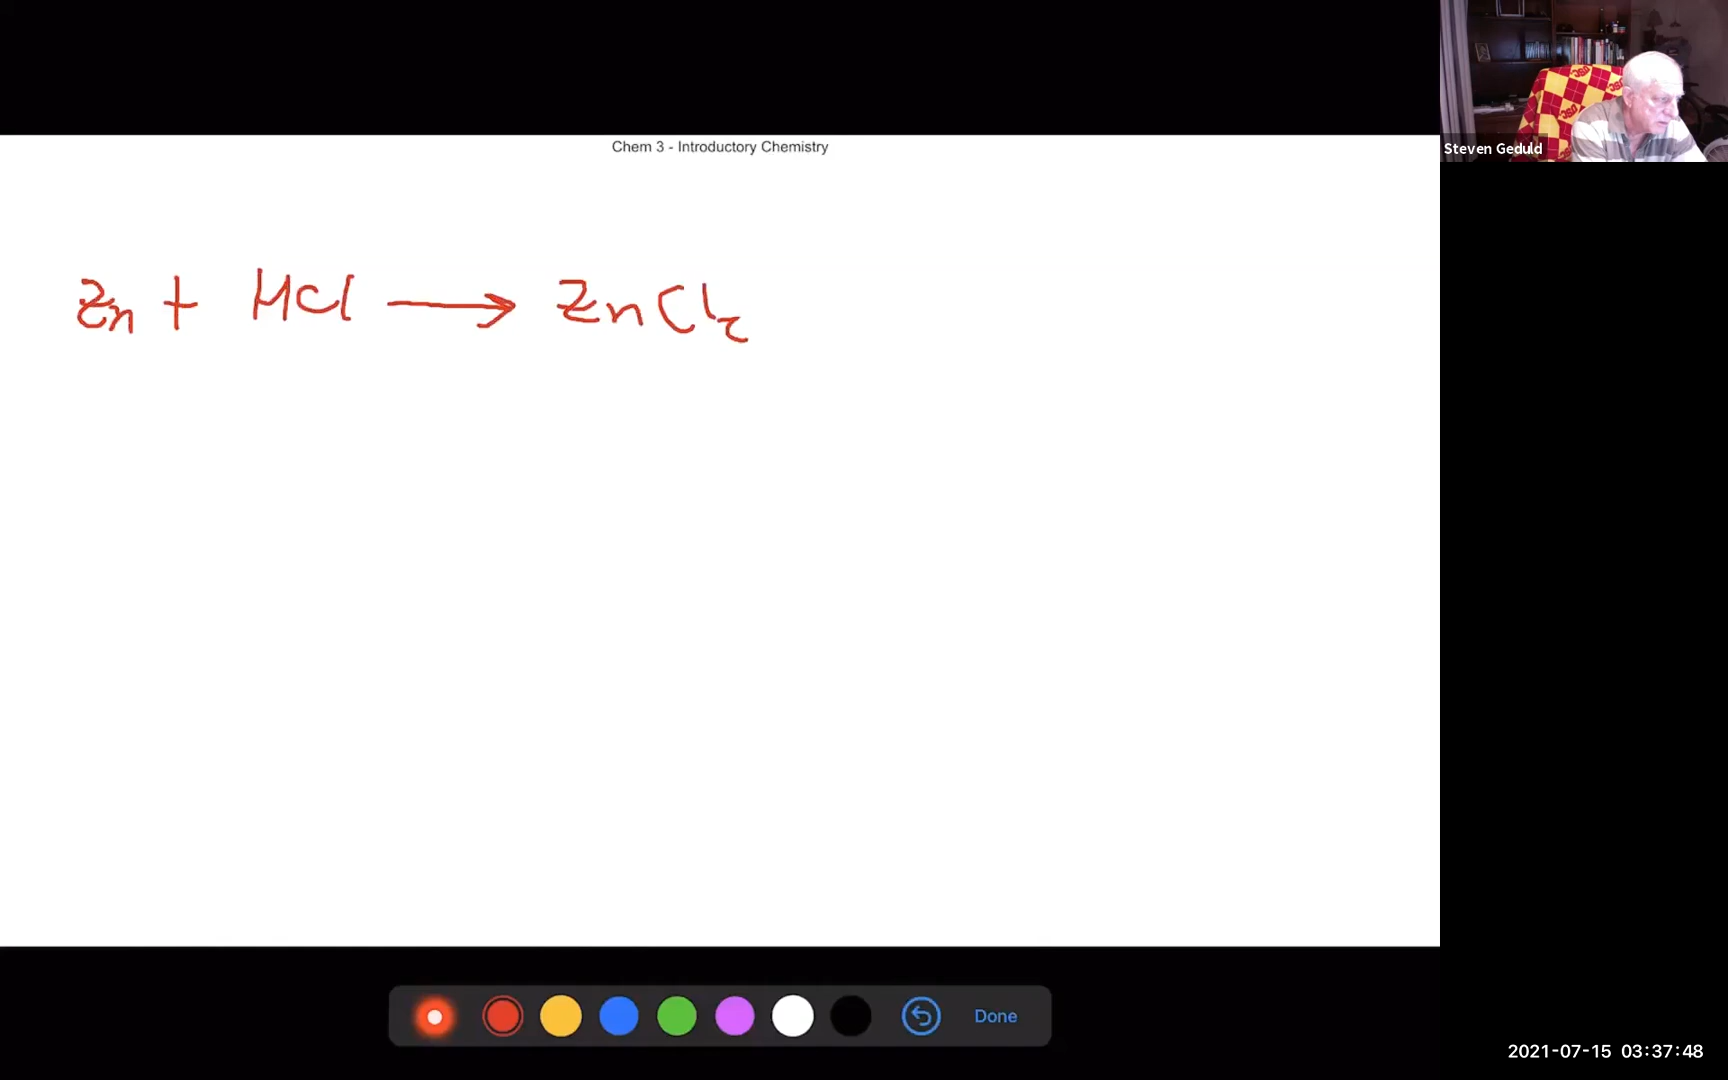 Chem 3 - Introductory Chemistry
Steven Geduld
Zn + HCl → ZnCl₂
Done
2021-07-15 03:37:48